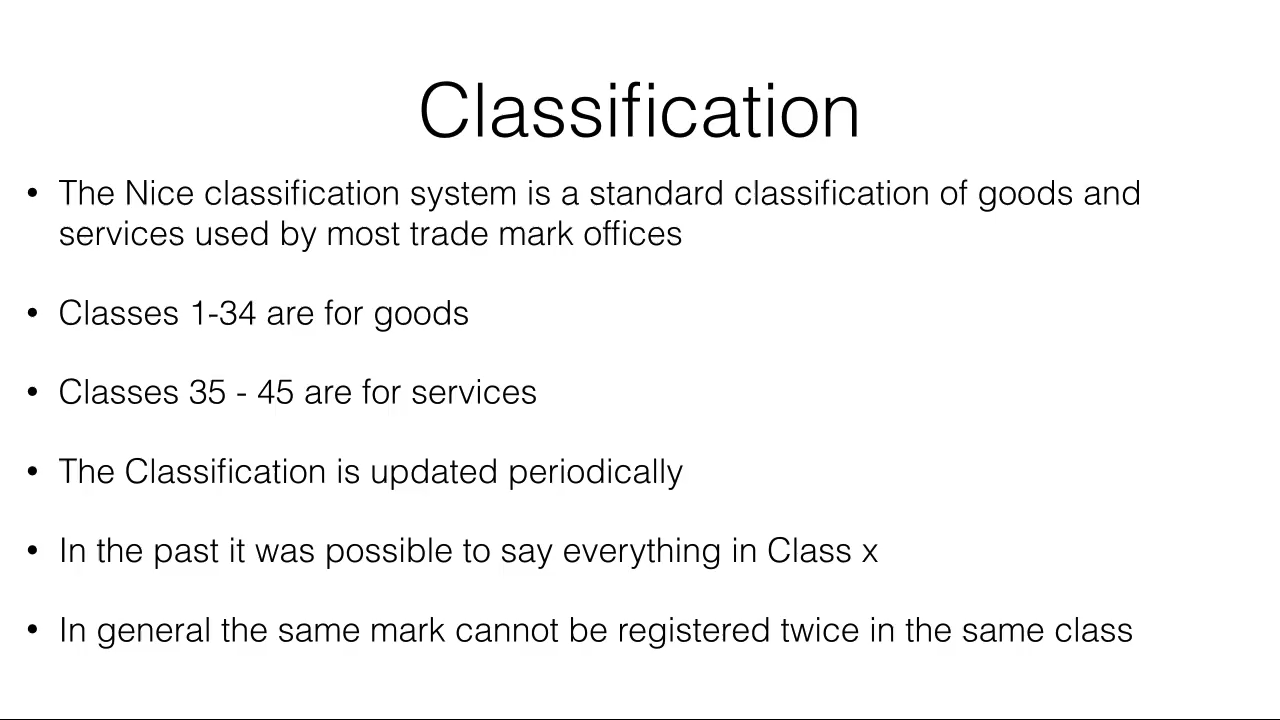 Classification
• The Nice classification system is a standard classification of goods and
services used by most trade mark offices
• Classes 1-34 are for goods
• Classes 35 - 45 are for services
• The Classification is updated periodically
• In the past it was possible to say everything in Class x
• In general the same mark cannot be registered twice in the same class